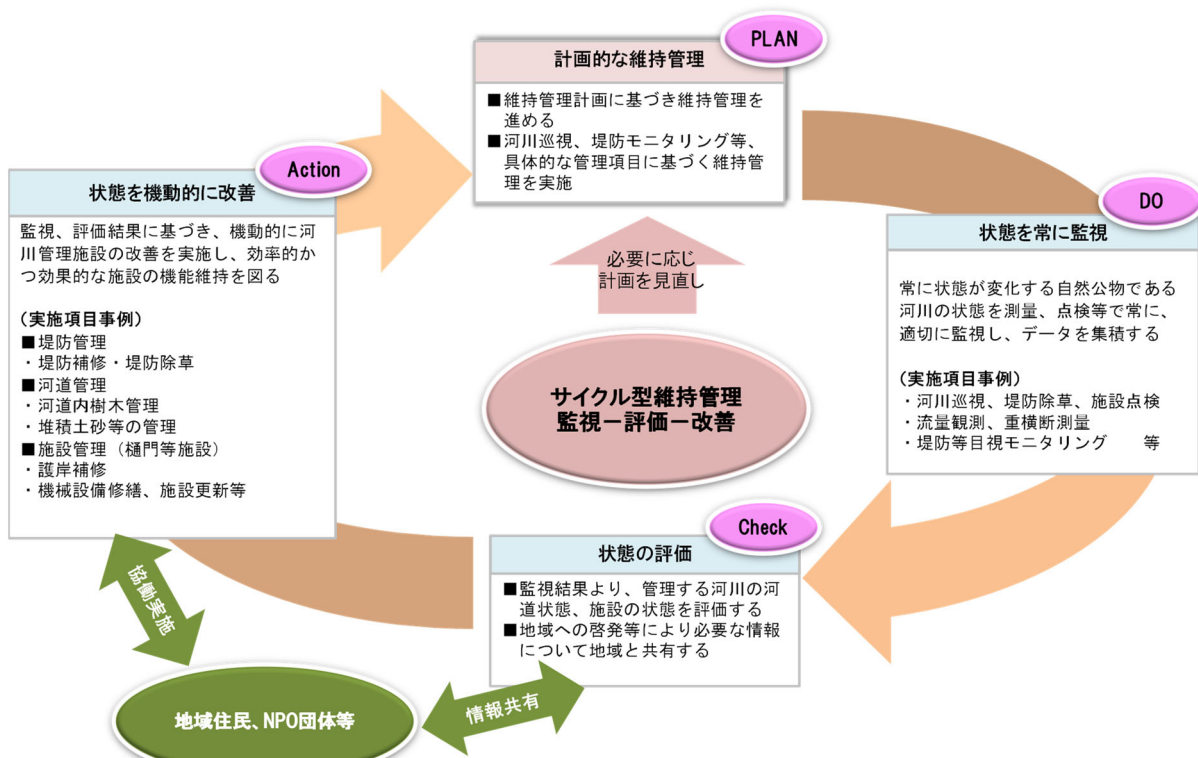 PLAN
計画的な維持管理
■維持管理計画に基づき維持管理を
進める
■河川巡視、堤防モニタリング等、
具体的な管理項目に基づく維持管
理を実施
DO
状態を常に監視
常に状態が変化する自然公物である
河川の状態を測量、点検等で常に、
適切に監視し、データを集積する
(実施項目事例)
・河川巡視、堤防除草、施設点検
・流量観測、重横断測量
・堤防等目視モニタリング　　等
Check
状態の評価
■監視結果より、管理する河川の河
道状態、施設の状態を評価する
■地域への啓発等により必要な情報
について地域と共有する
Action
状態を機動的に改善
監視、評価結果に基づき、機動的に河
川管理施設の改善を実施し、効率的か
つ効果的な施設の機能維持を図る
(実施項目事例)
■堤防管理
・堤防補修・堤防除草
■河道管理
・河道内樹木管理
・堆積土砂等の管理
■施設管理（樋門等施設）
・護岸補修
・機械設備修繕、施設更新等
必要に応じ
計画を見直し
サイクル型維持管理
監視－評価－改善
協働実施
情報共有
地域住民、NPO団体等